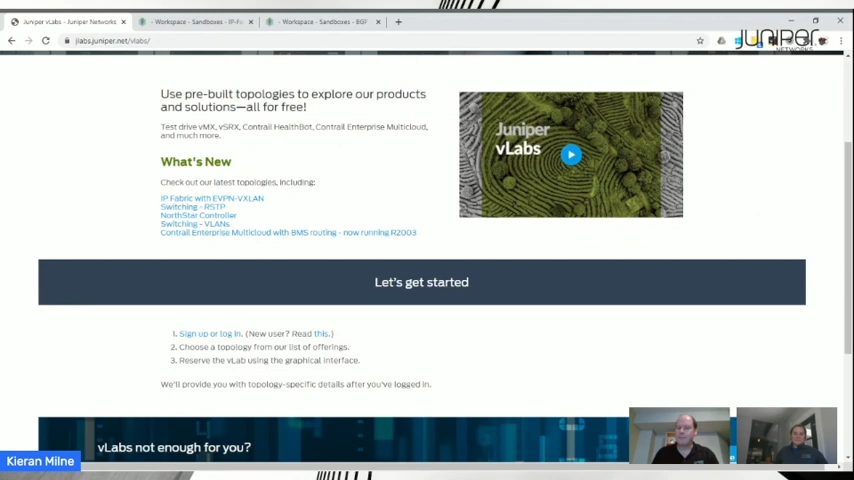 Juniper vLabs - Juniper Networks
Workspace - Sandboxes - IP-Fa
Workspace - Sandboxes - BGP
jlabs.juniper.net/vlabs/
JUNIPER
NETWORKS
Use pre-built topologies to explore our products
and solutions—all for free!
Test drive vMX, vSRX, Contrail HealthBot, Contrail Enterprise Multicloud,
and much more.
Juniper
vLabs
What's New
Check out our latest topologies, including:
IP Fabric with EVPN-VXLAN
Switching - RSTP
NorthStar Controller
Switching - VLANs
Contrail Enterprise Multicloud with BMS routing - now running R2003
Let's get started
1. Sign up or log in. (New user? Read this.)
2. Choose a topology from our list of offerings.
3. Reserve the vLab using the graphical interface.
We'll provide you with topology-specific details after you've logged in.
vLabs not enough for you?
Kieran Milne